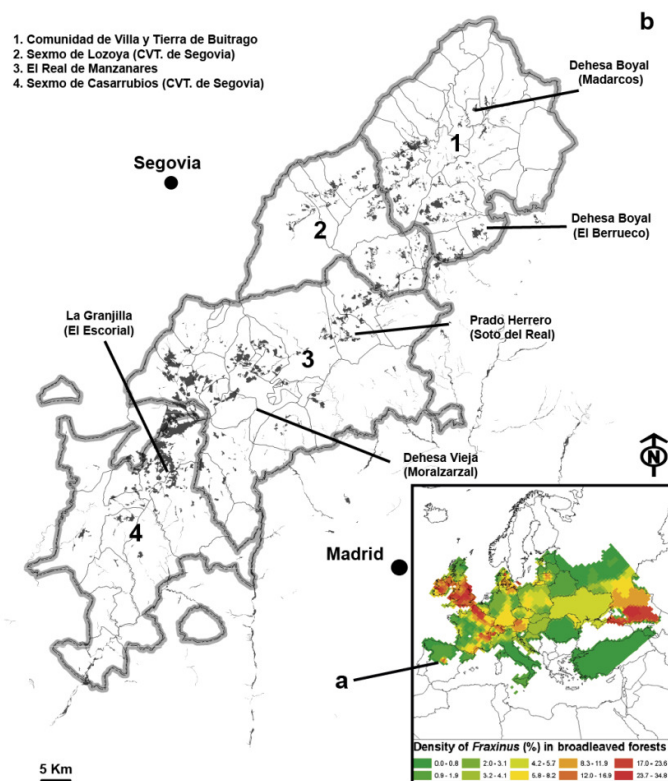 b
1. Comunidad de Villa y Tierra de Buitrago
2. Sexmo de Lozoya (CVT. de Segovia)
3. El Real de Manzanares
4. Sexmo de Casarrubios (CVT. de Segovia)
Dehesa Boyal
(Madarcos)
1
Segovia
2
Dehesa Boyal
(El Berrueco)
La Granjilla
(El Escorial)
Prado Herrero
(Soto del Real)
3
Dehesa Vieja
(Moralzarzal)
N
4
Madrid
a
Density of Fraxinus (%) in broadleaved forests
0.0 - 0.8 2.0 - 3.1 4.2 - 5.7 8.3 - 11.9 17.0 - 23.6
0.9 - 1.9 3.2 - 4.1 5.8 - 8.2 12.0 - 16.9
5 Km